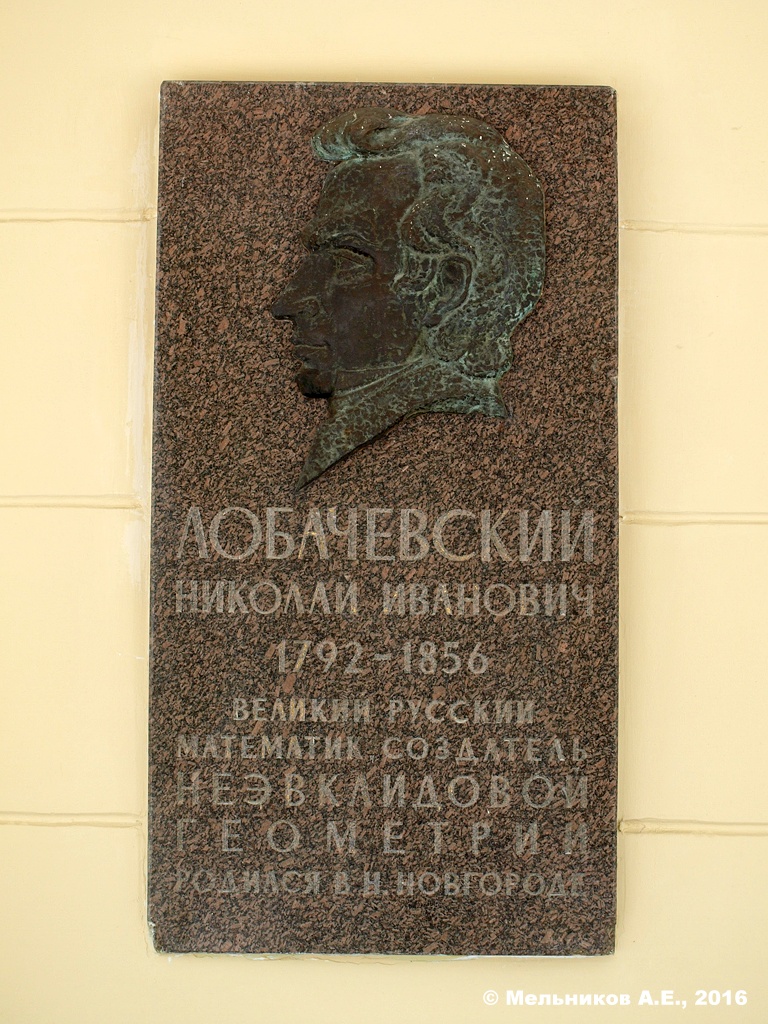 ЛОБАЧЕВСКИЙ
НИКОЛАЙ ИВАНОВИЧ
1792-1856
ВЕЛИКИЙ РУССКИЙ
МАТЕМАТИК, СОЗДАТЕЛЬ
НЕЭВКЛИДОВОЙ
ГЕОМЕТРИИ
РОДИЛСЯ В Н. НОВГОРОДЕ
© Мельников А.Е., 2016